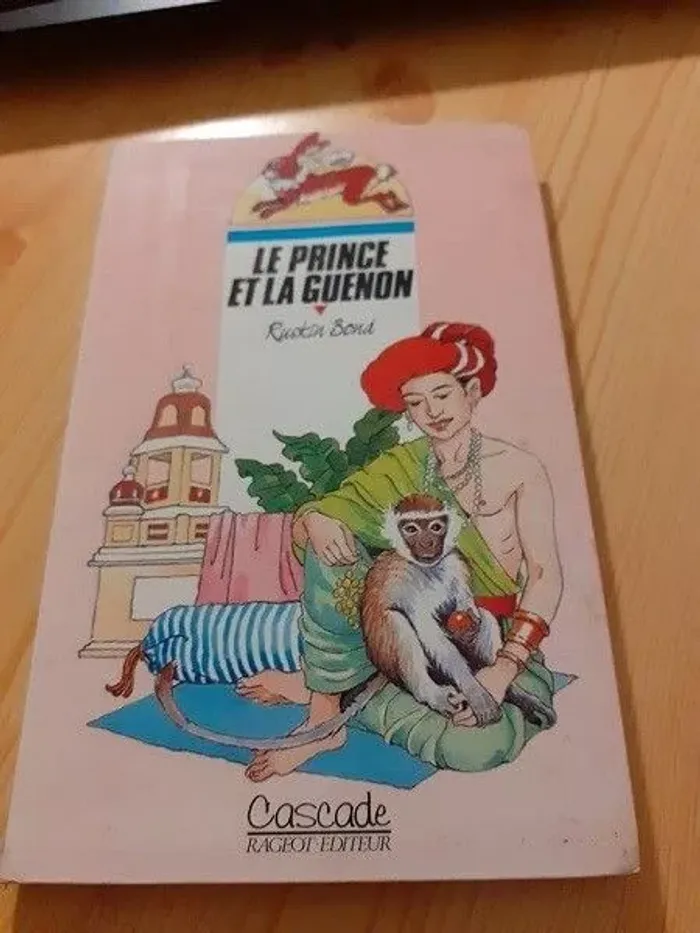 LE PRINCE
ET LA GUENON
Ruskin Bond
Cascade
RAGEOT·EDITEUR